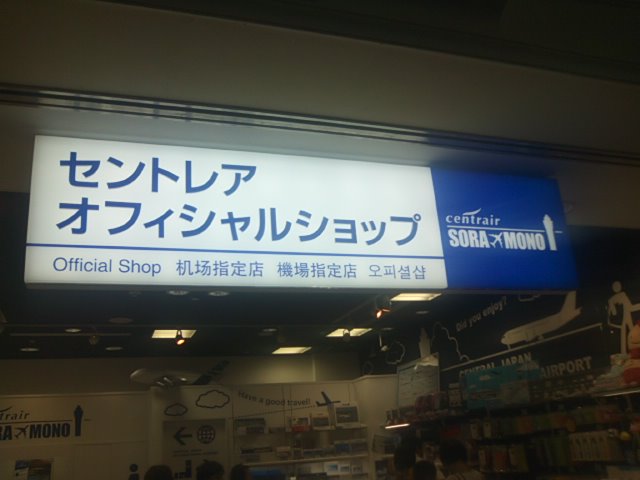 セントレア
オフィシャルショップ
Official Shop 机场指定店 機場指定店 오피셜샵
centrair
SORA MONO
Did you enjoy?
CENTRAL JAPAN
AIRPORT
Have a good travel!
trair
RA MONO